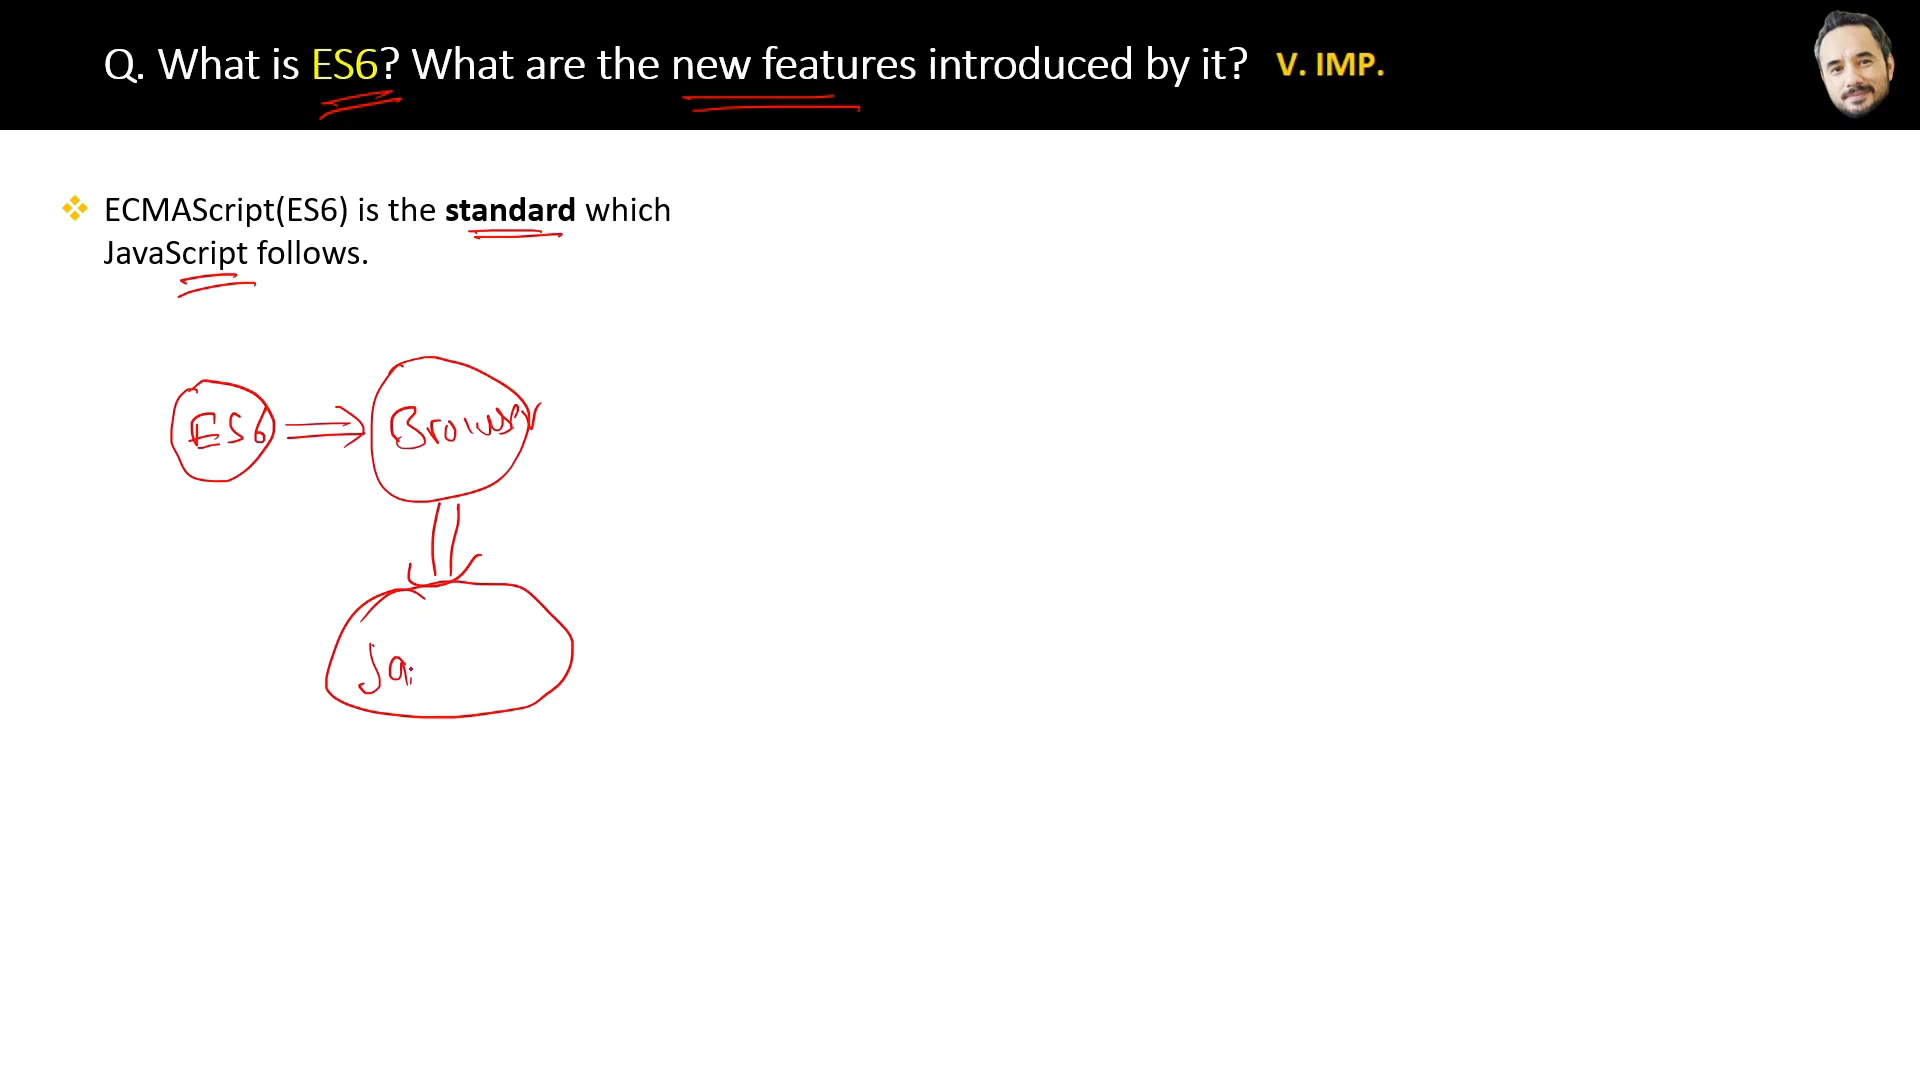 Q. What is ES6? What are the new features introduced by it? V. IMP.
ECMAScript(ES6) is the standard which
JavaScript follows.
ES6
Browser
Ja